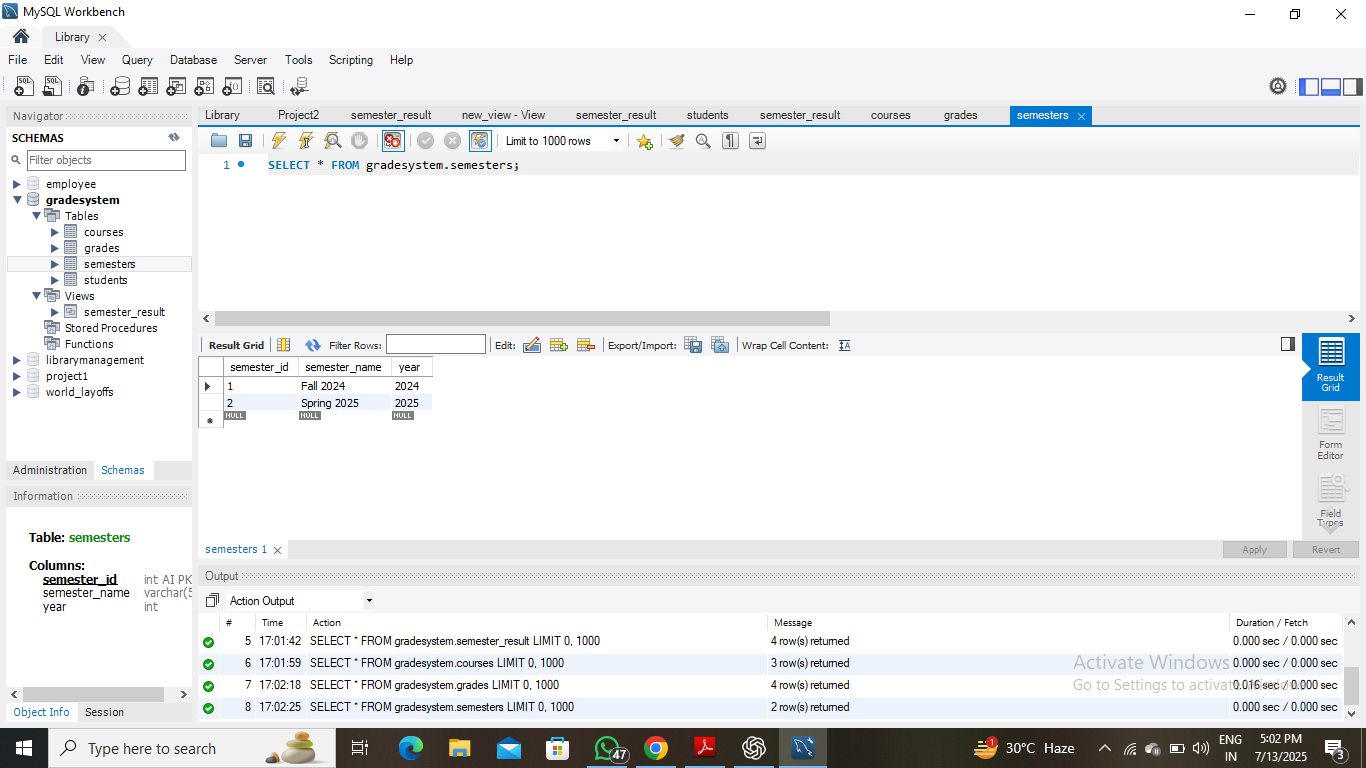 MySQL Workbench
Library
File Edit View Query Database Server Tools Scripting Help
Navigator
SCHEMAS
Filter objects
employee
gradesystem
Tables
courses
grades
semesters
students
Views
semester_result
Stored Procedures
Functions
librarymanagement
project1
world_layoffs
Administration Schemas
Information
Table: semesters
Columns:
semester_id int AI PK
semester_name varchar(5
year int
Object Info Session
Library Project2 semester_result new_view - View semester_result students semester_result courses grades semesters
Limit to 1000 rows
1 SELECT * FROM gradesystem.semesters;
Result Grid Filter Rows: Edit: Export/Import: Wrap Cell Content:
semester_id semester_name year
1 Fall 2024 2024
2 Spring 2025 2025
NULL NULL NULL
Result
Grid
Form
Editor
Field
Types
semesters 1
Apply Revert
Output
Action Output
# Time Action Message Duration / Fetch
5 17:01:42 SELECT * FROM gradesystem.semester_result LIMIT 0, 1000 4 row(s) returned 0.000 sec / 0.000 sec
6 17:01:59 SELECT * FROM gradesystem.courses LIMIT 0, 1000 3 row(s) returned 0.000 sec / 0.000 sec
7 17:02:18 SELECT * FROM gradesystem.grades LIMIT 0, 1000 4 row(s) returned 0.016 sec / 0.000 sec
8 17:02:25 SELECT * FROM gradesystem.semesters LIMIT 0, 1000 2 row(s) returned 0.000 sec / 0.000 sec
Activate Windows
Go to Settings to activate Windows.
Type here to search
47
1
30°C Haze
ENG
IN
5:02 PM
7/13/2025
3